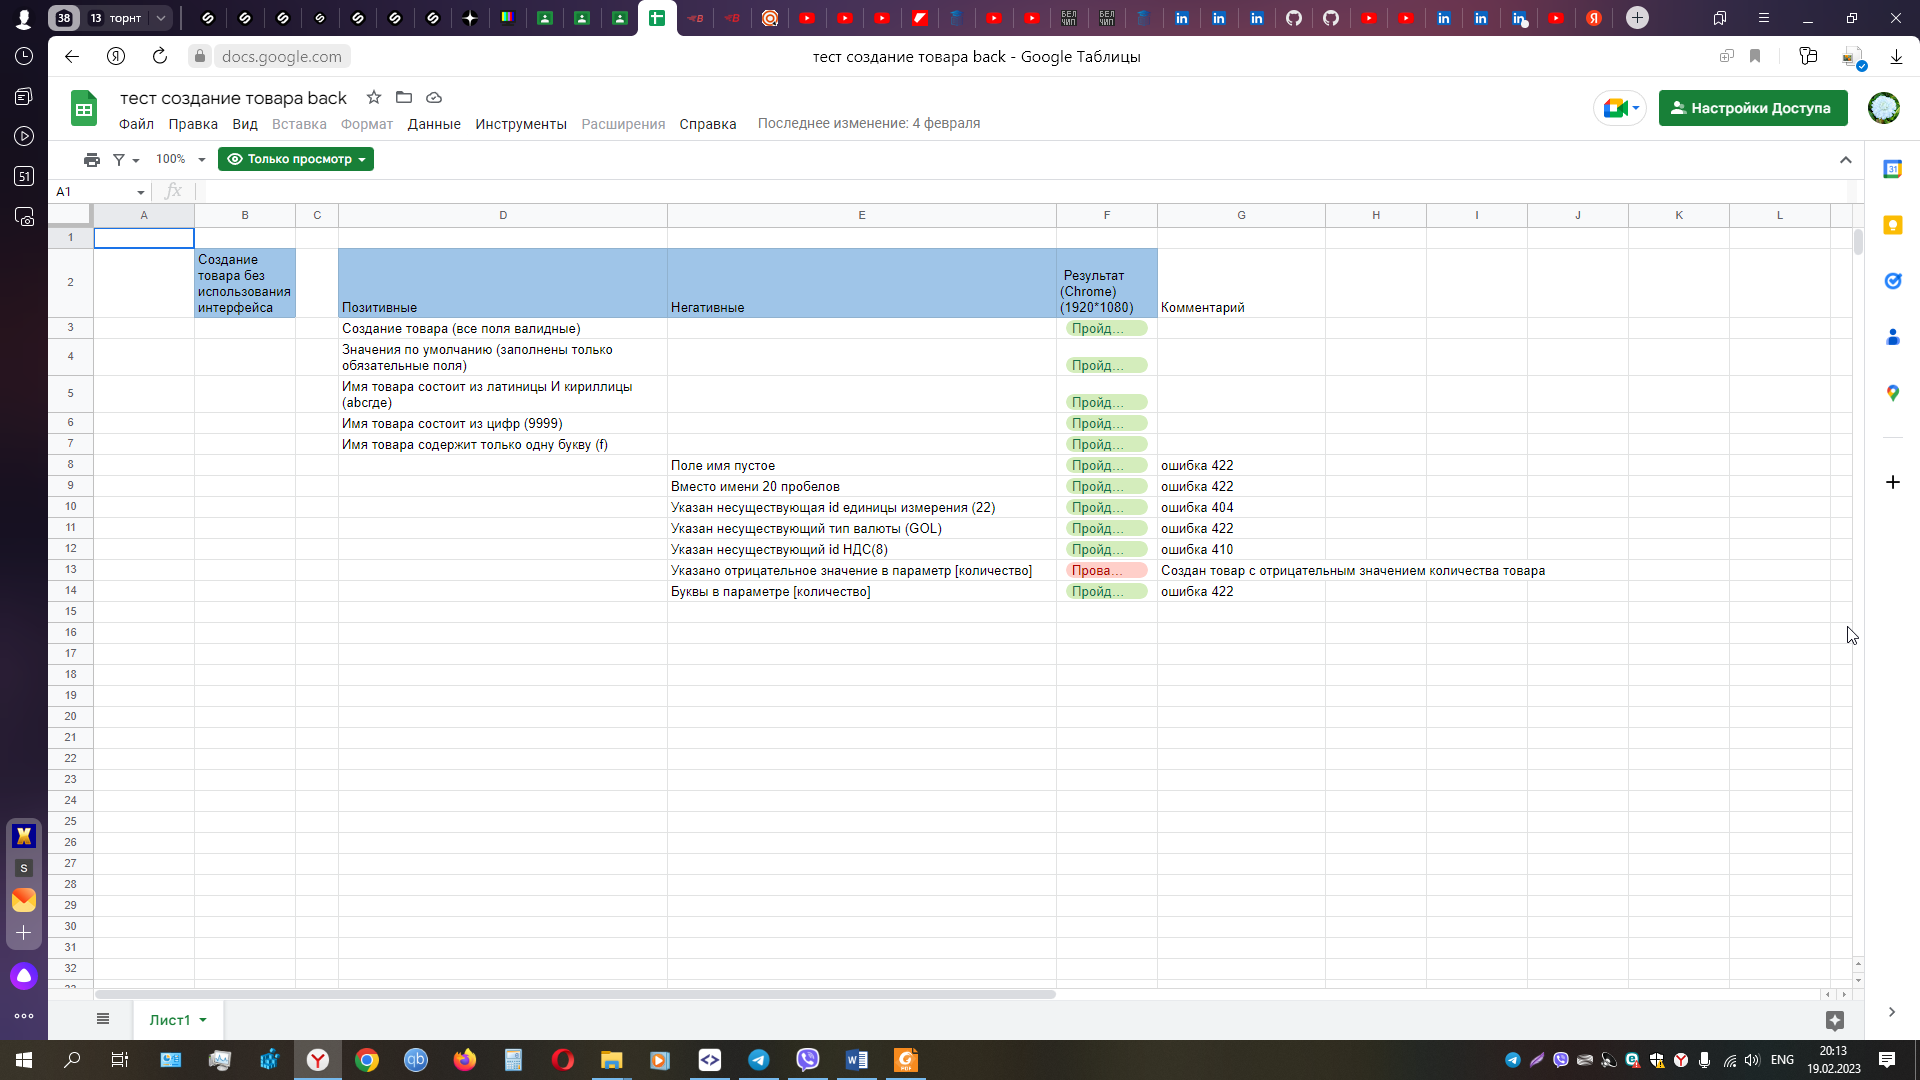 38
13 торнт
docs.google.com
тест создание товара back - Google Таблицы
тест создание товара back
Файл Правка Вид Вставка Формат Данные Инструменты Расширения Справка Последнее изменение: 4 февраля
Настройки Доступа
51
100%
Только просмотр
31
A1
fx
A B C D E F G H I J K L
1
2
Создание
товара без
использования
интерфейса
Позитивные
Негативные
Результат
(Chrome)
(1920*1080)
Комментарий
3 Создание товара (все поля валидные) Пройд...
4 Значения по умолчанию (заполнены только
обязательные поля) Пройд...
5 Имя товара состоит из латиницы И кириллицы
(abcгде) Пройд...
6 Имя товара состоит из цифр (9999) Пройд...
7 Имя товара содержит только одну букву (f) Пройд...
8 Поле имя пустое Пройд... ошибка 422
9 Вместо имени 20 пробелов Пройд... ошибка 422
10 Указан несуществующая id единицы измерения (22) Пройд... ошибка 404
11 Указан несуществующий тип валюты (GOL) Пройд... ошибка 422
12 Указан несуществующий id НДС(8) Пройд... ошибка 410
13 Указано отрицательное значение в параметр [количество] Прова... Создан товар с отрицательным значением количества товара
14 Буквы в параметре [количество] Пройд... ошибка 422
15
16
17
18
19
20
21
22
23
24
25
26
27
28
29
30
31
32
S
Лист1
ENG
20:13
19.02.2023